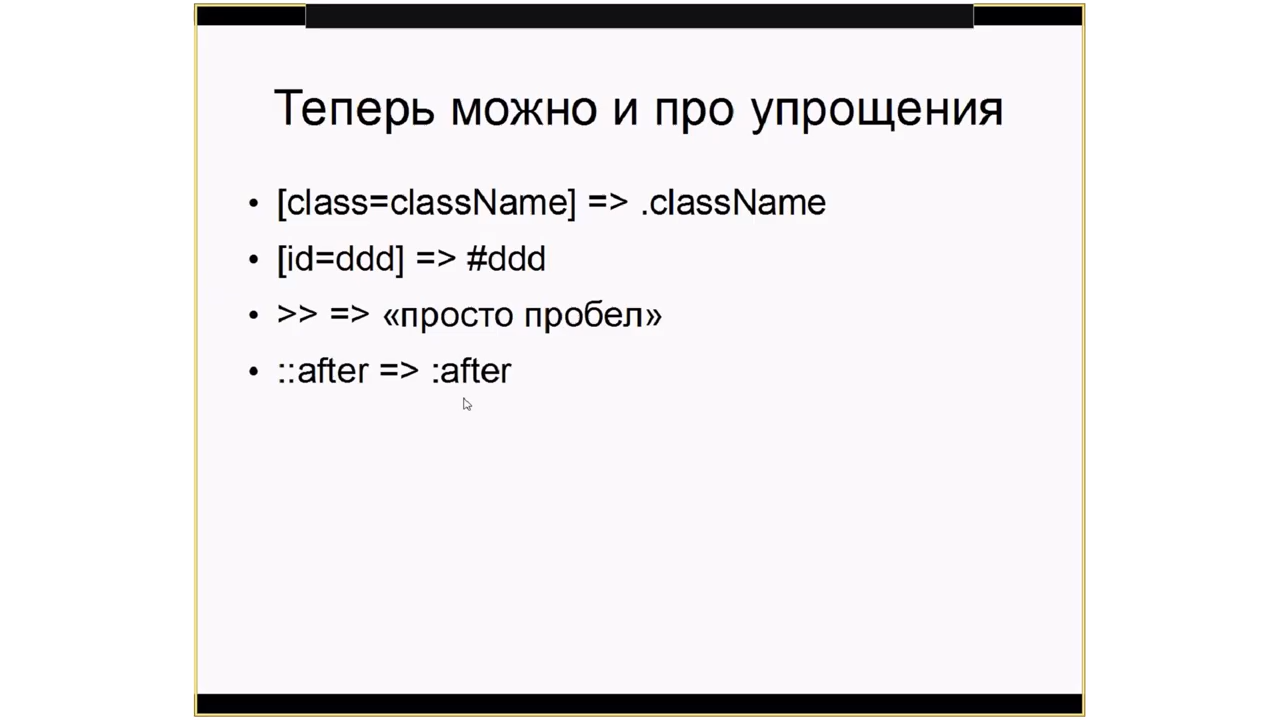 Теперь можно и про упрощения
• [class=className] => .className
• [id=ddd] => #ddd
• >> => «просто пробел»
• ::after => :after